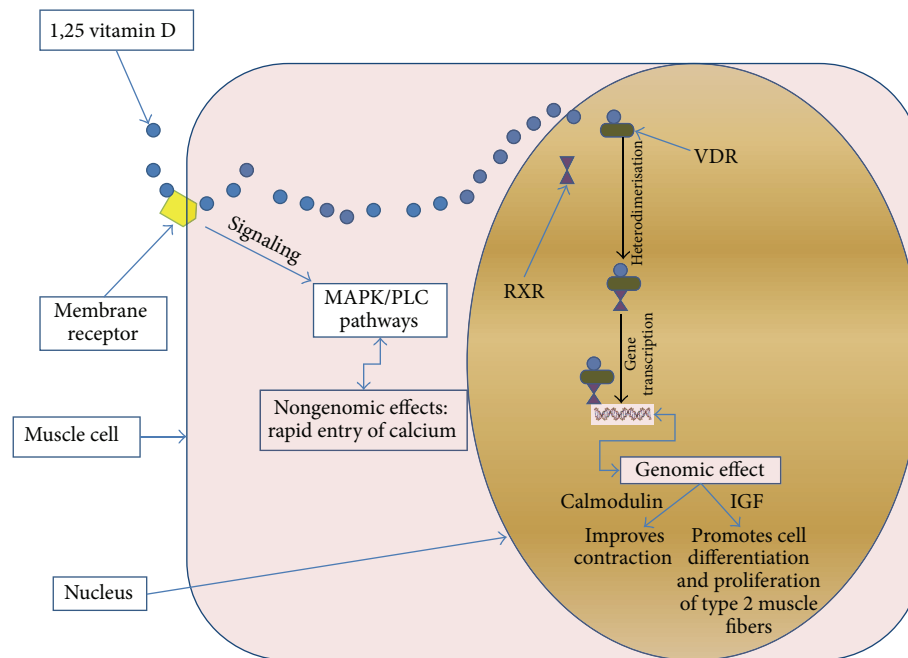 1,25 vitamin D
VDR
Heterodimerisation
RXR
Signaling
MAPK/PLC
pathways
Membrane
receptor
Gene
transcription
Nongenomic effects:
rapid entry of calcium
Muscle cell
Genomic effect
Calmodulin
IGF
Improves
contraction
Promotes cell
differentiation
and proliferation
of type 2 muscle
fibers
Nucleus